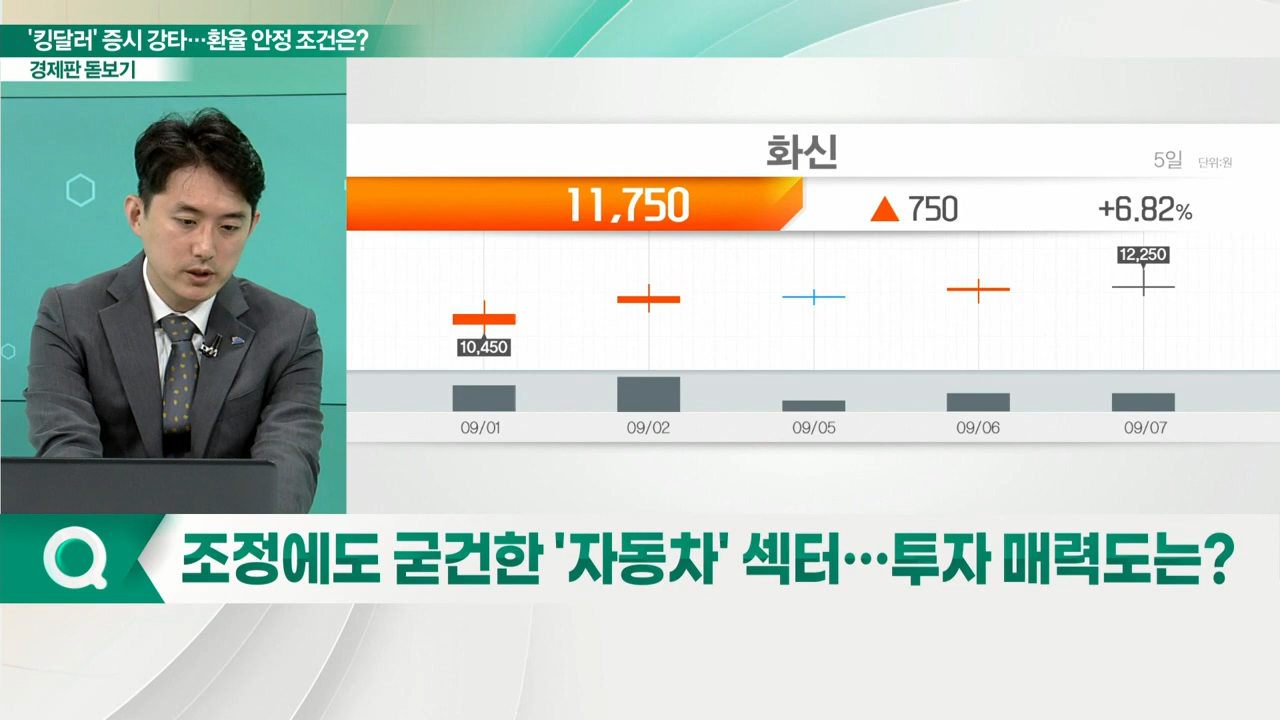 '킹달러' 증시 강타…환율 안정 조건은?
경제판 돋보기
화신
5일 단위:원
11,750 ▲ 750 +6.82%
12,250
10,450
09/01 09/02 09/05 09/06 09/07
조정에도 굳건한 '자동차' 섹터…투자 매력도는?